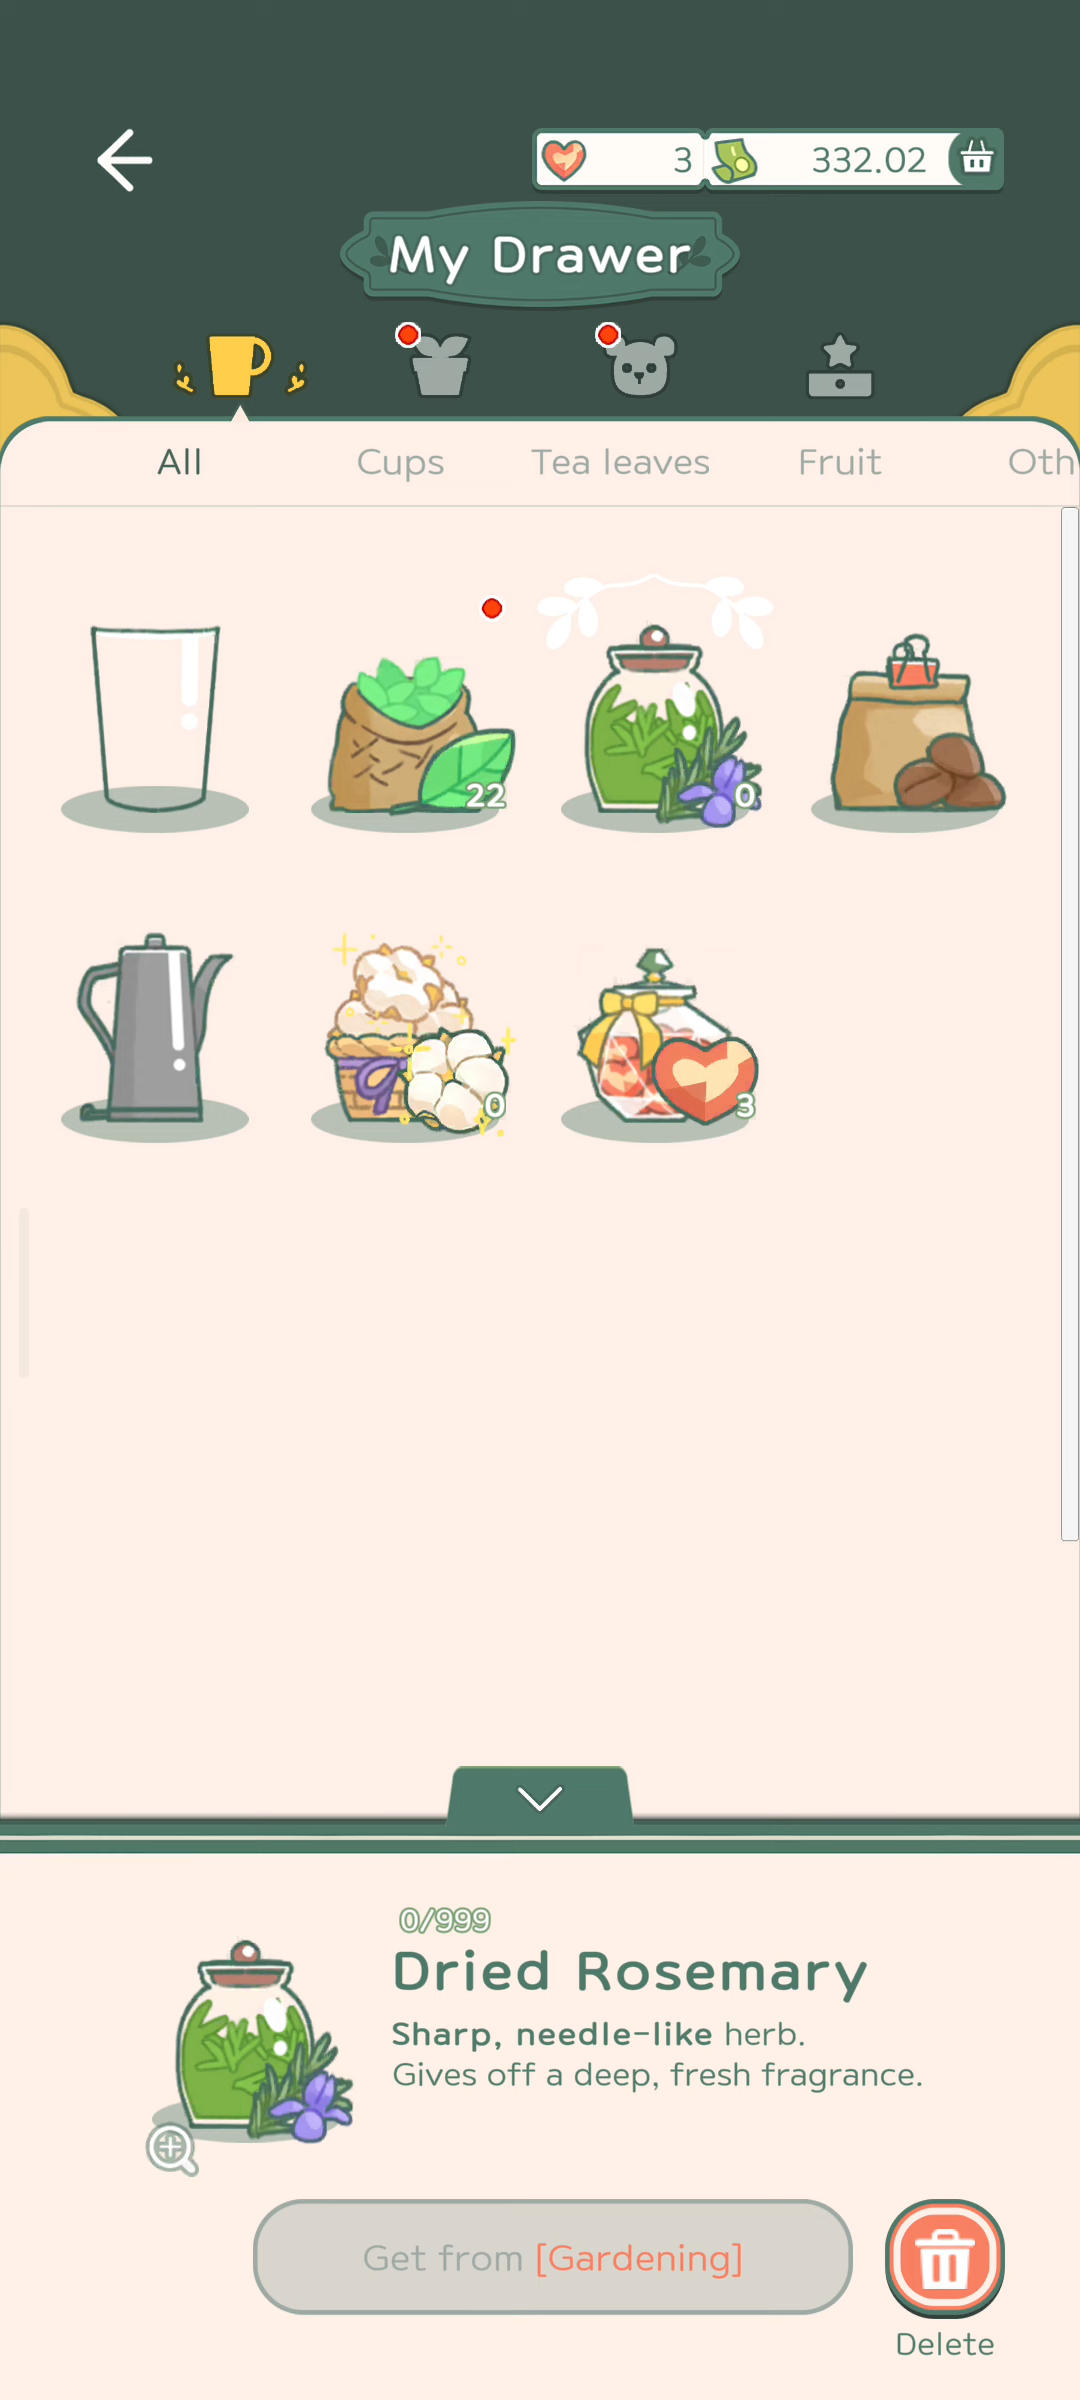 3
332.02
My Drawer
All Cups Tea leaves Fruit Oth
22
0
0
3
0/999
Dried Rosemary
Sharp, needle-like herb.
Gives off a deep, fresh fragrance.
Get from [Gardening]
Delete